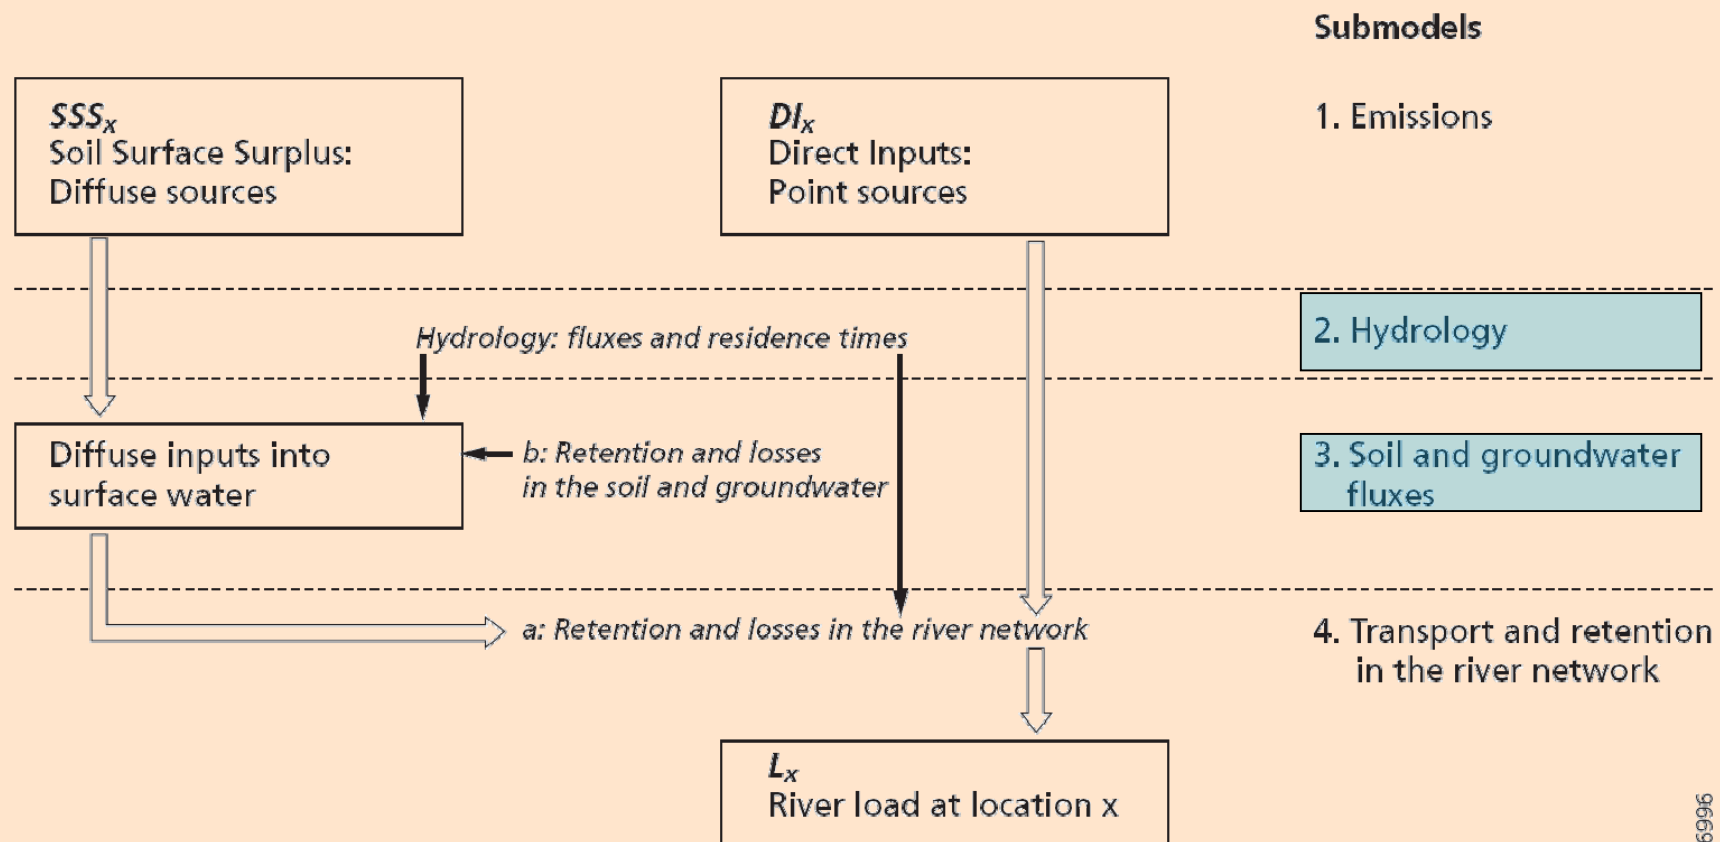 Submodels
SSSx
Soil Surface Surplus:
Diffuse sources
DIx
Direct Inputs:
Point sources
1. Emissions
Hydrology: fluxes and residence times
2. Hydrology
Diffuse inputs into
surface water
b: Retention and losses
in the soil and groundwater
3. Soil and groundwater
fluxes
a: Retention and losses in the river network
4. Transport and retention
in the river network
Lx
River load at location x
6996